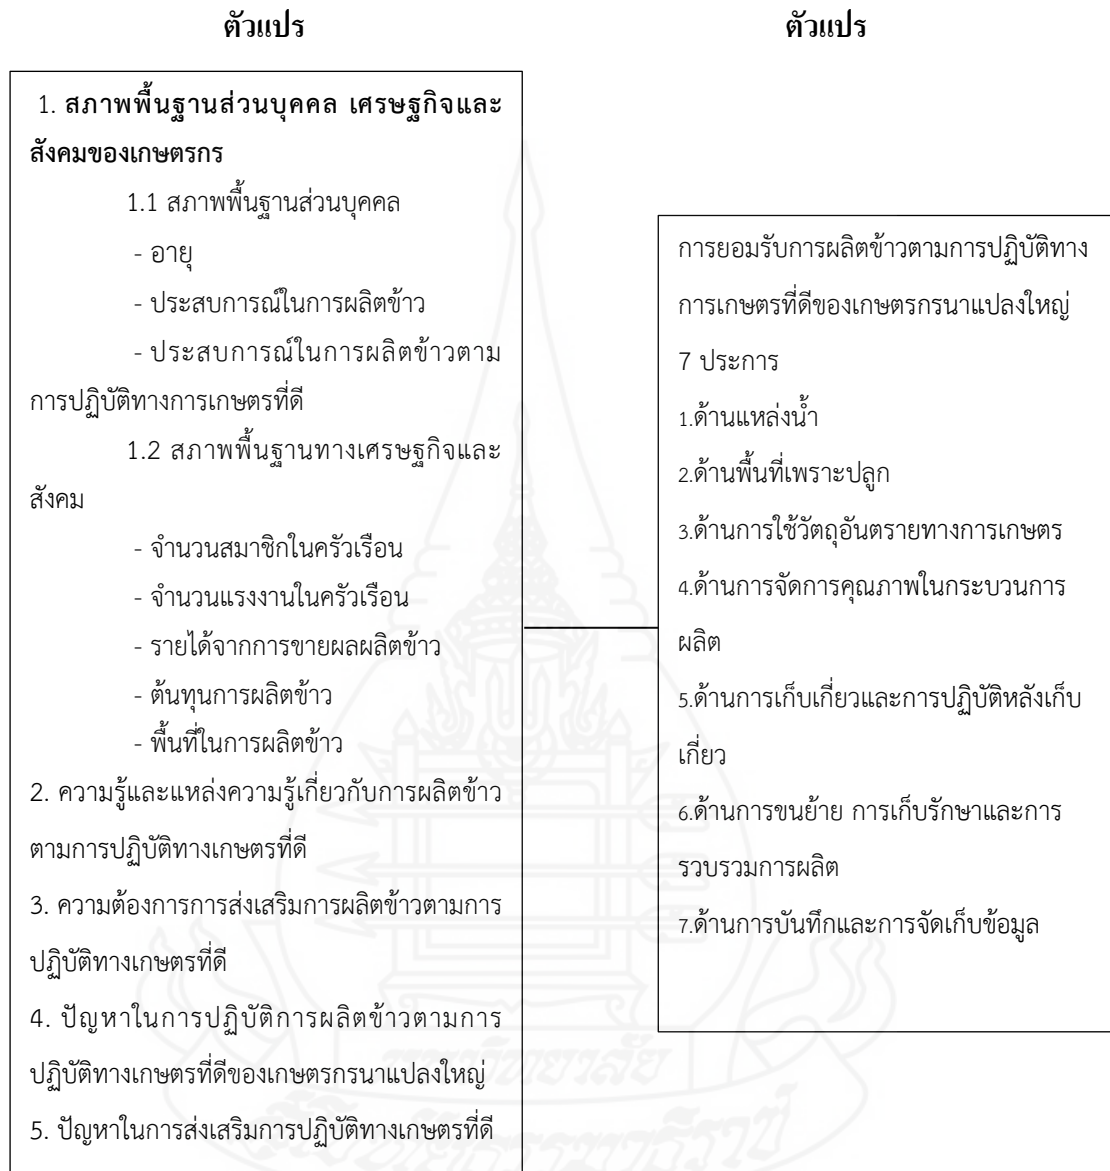 ตัวแปร
ตัวแปร
1. สภาพพื้นฐานส่วนบุคคล เศรษฐกิจและ
สังคมของเกษตรกร
1.1 สภาพพื้นฐานส่วนบุคคล
- อายุ
- ประสบการณ์ในการผลิตข้าว
- ประสบการณ์ในการผลิตข้าวตาม
การปฏิบัติทางการเกษตรที่ดี
1.2 สภาพพื้นฐานทางเศรษฐกิจและ
สังคม
- จำนวนสมาชิกในครัวเรือน
- จำนวนแรงงานในครัวเรือน
- รายได้จากการขายผลผลิตข้าว
- ต้นทุนการผลิตข้าว
- พื้นที่ในการผลิตข้าว
2. ความรู้และแหล่งความรู้เกี่ยวกับการผลิตข้าว
ตามการปฏิบัติทางเกษตรที่ดี
3. ความต้องการการส่งเสริมการผลิตข้าวตามการ
ปฏิบัติทางเกษตรที่ดี
4. ปัญหาในการปฏิบัติการผลิตข้าวตามการ
ปฏิบัติทางเกษตรที่ดีของเกษตรกรนาแปลงใหญ่
5. ปัญหาในการส่งเสริมการปฏิบัติทางเกษตรที่ดี
การยอมรับการผลิตข้าวตามการปฏิบัติทาง
การเกษตรที่ดีของเกษตรกรนาแปลงใหญ่
7 ประการ
1.ด้านแหล่งน้ำ
2.ด้านพื้นที่เพราะปลูก
3.ด้านการใช้วัตถุอันตรายทางการเกษตร
4.ด้านการจัดการคุณภาพในกระบวนการ
ผลิต
5.ด้านการเก็บเกี่ยวและการปฏิบัติหลังเก็บ
เกี่ยว
6.ด้านการขนย้าย การเก็บรักษาและการ
รวบรวมการผลิต
7.ด้านการบันทึกและการจัดเก็บข้อมูล